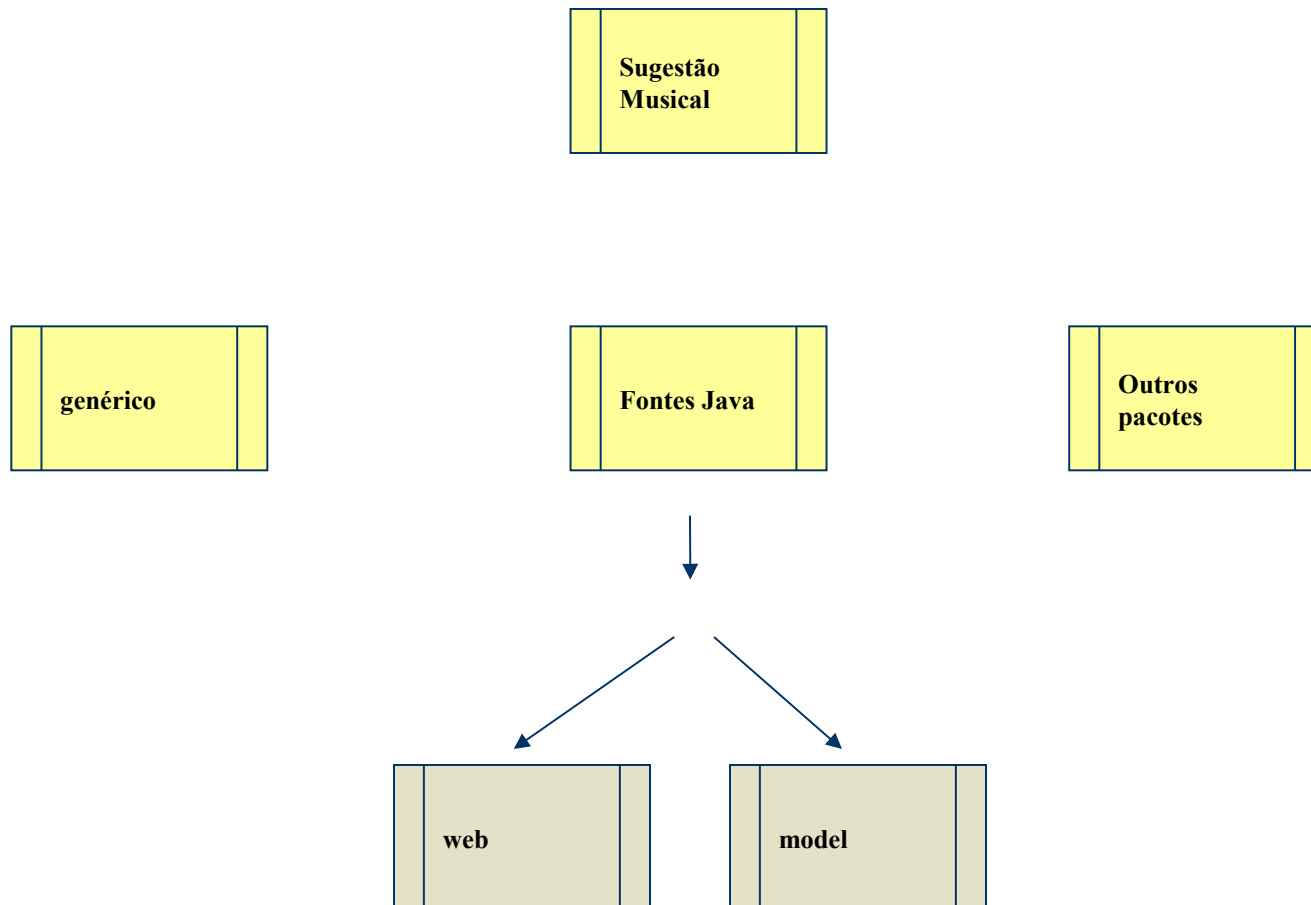 Sugestão
Musical
genérico
Fontes Java
Outros
pacotes
web
model